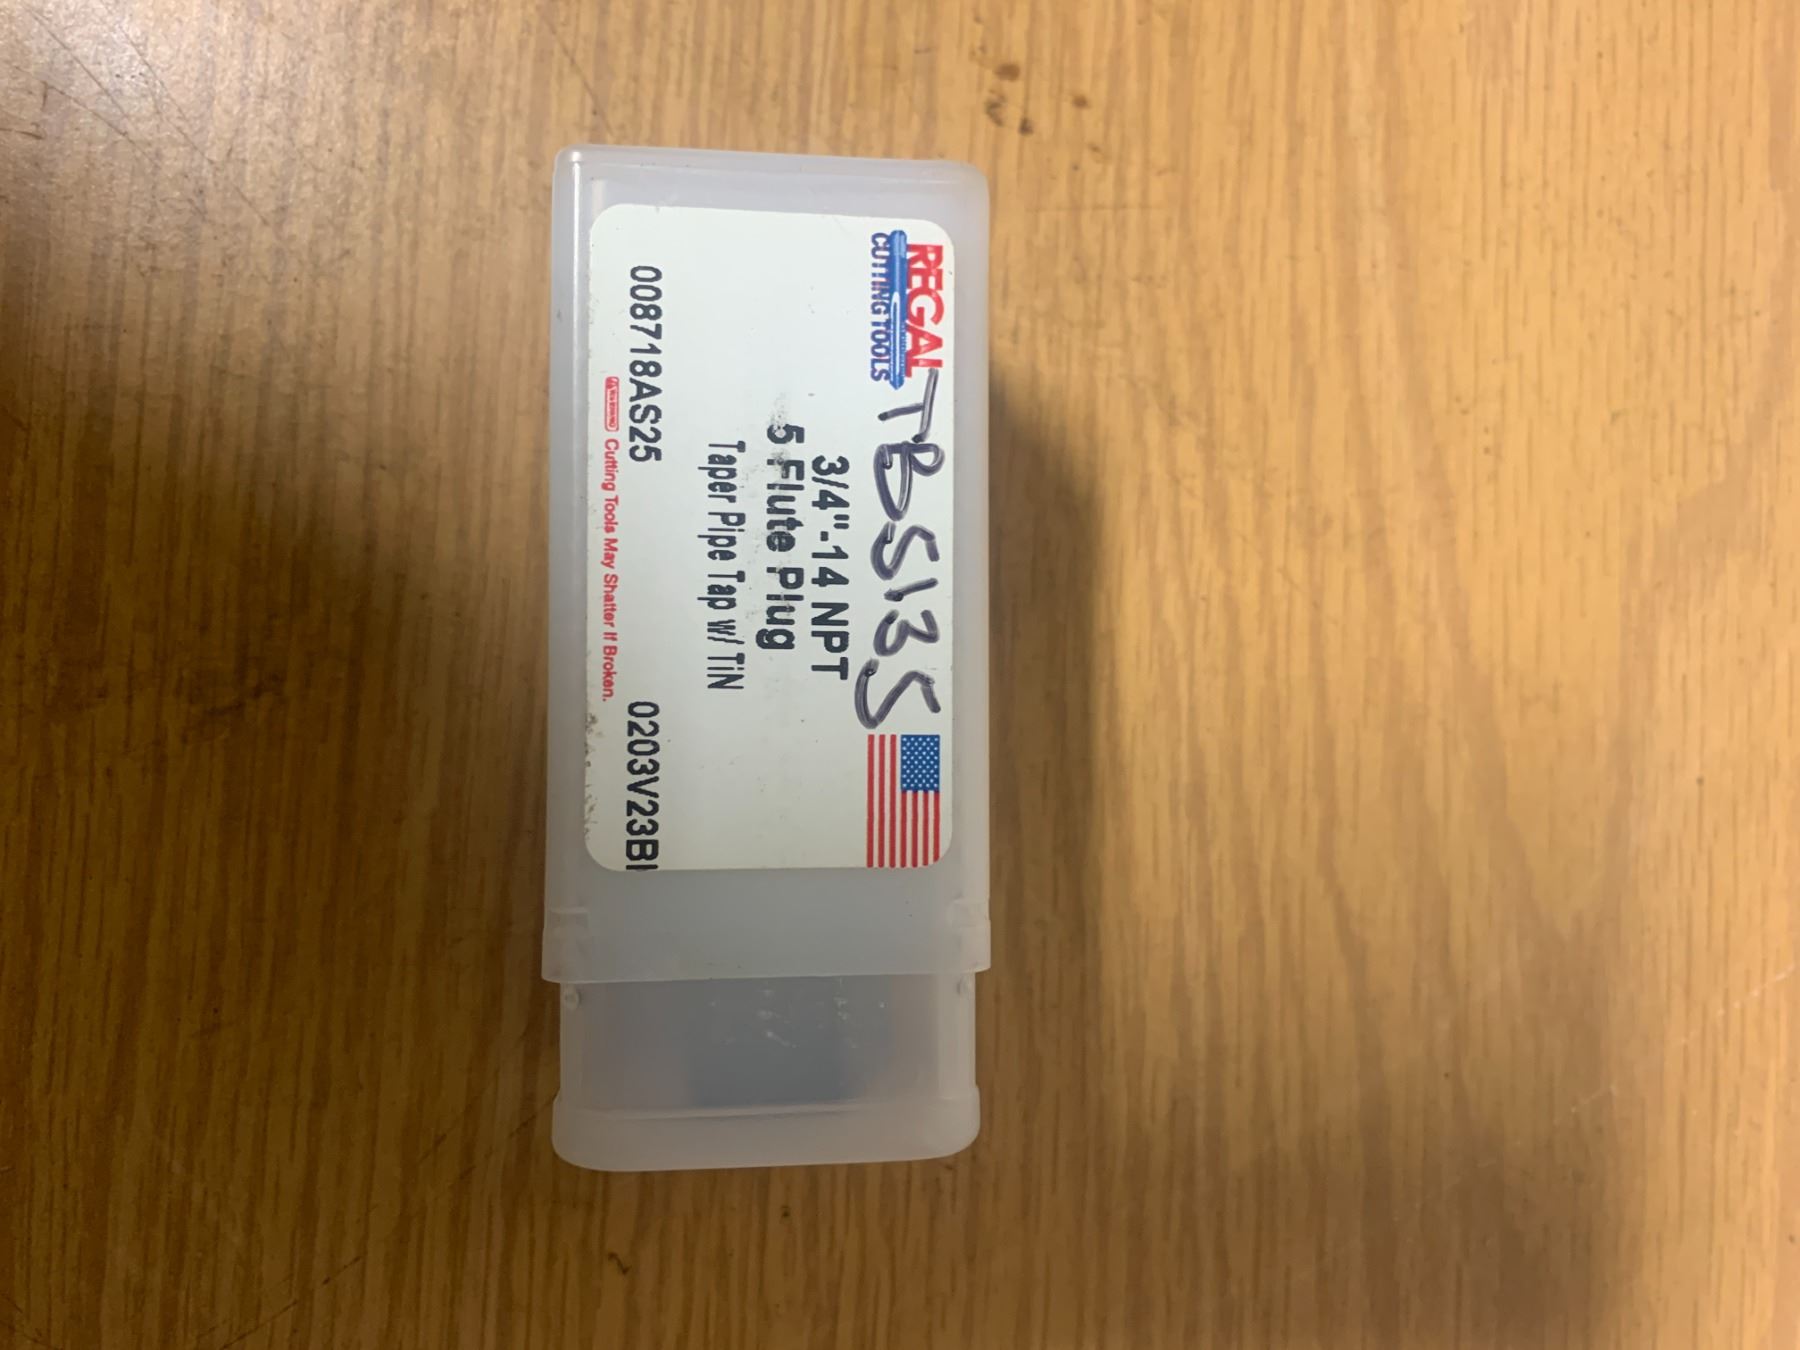 REGAL
CUTTING TOOLS
TBS135
3/4"-14 NPT
5 Flute Plug
Taper Pipe Tap w/ TiN
008718AS25 0203V23BI
Cutting Tools May Shatter If Broken.